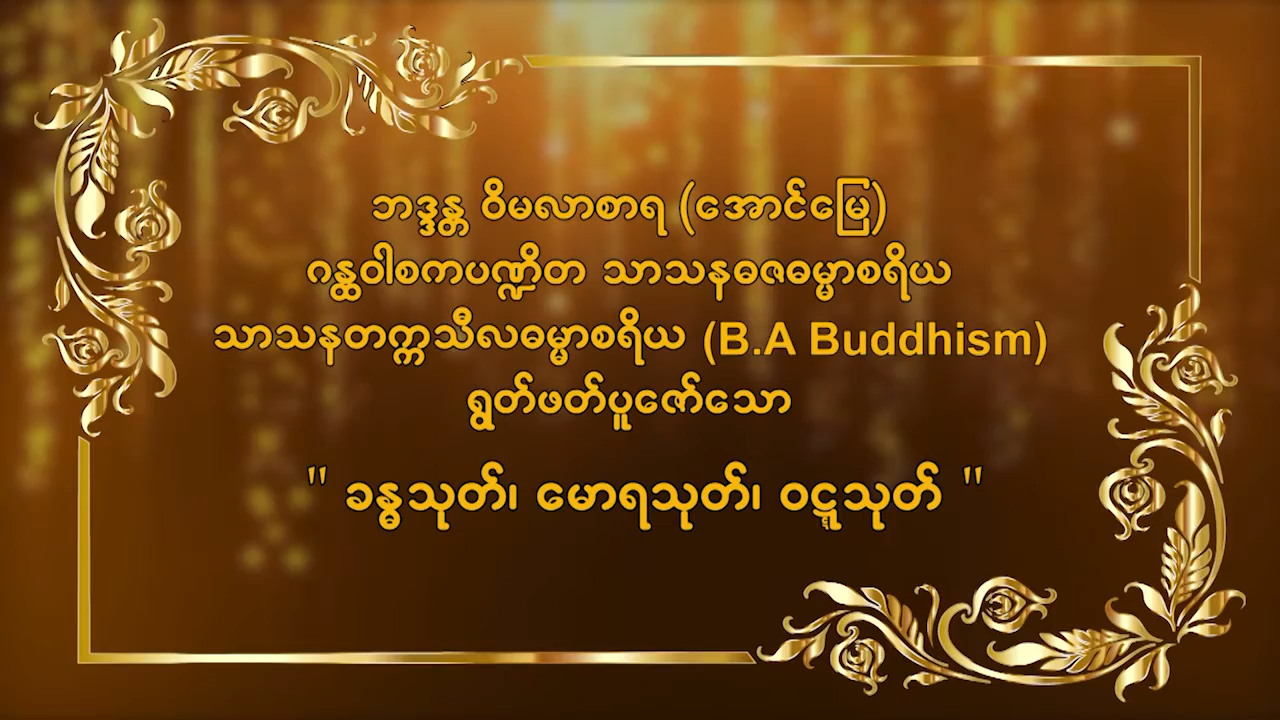 ဘဒ္ဒန္တ ဝိမလာစာရ (အောင်မြေ)
ဂန္ထဝါစကပဏ္ဍိတ သာသနဓဇဓမ္မာစရိယ
သာသနတက္ကသီလဓမ္မာစရိယ (B.A Buddhism)
ရွတ်ဖတ်ပူဇော်သော
" ခန္ဓသုတ်၊ မောရသုတ်၊ ဝဋ္ဋသုတ် "